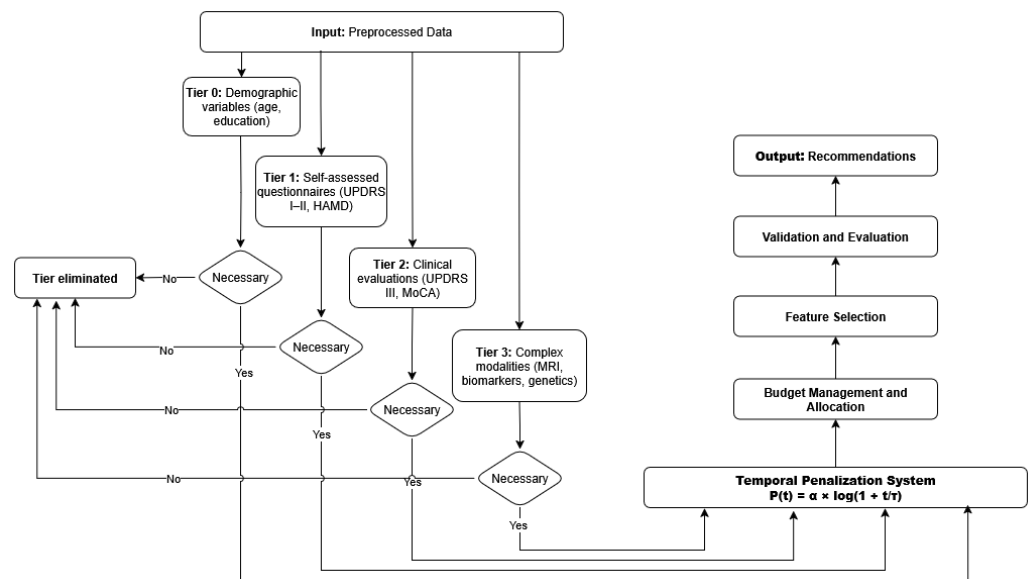 Input: Preprocessed Data
Tier 0: Demographic
variables (age,
education)
Tier 1: Self-assessed
questionnaires (UPDRS
I–II, HAMD)
Tier 2: Clinical
evaluations (UPDRS
III, MoCA)
Tier 3: Complex
modalities (MRI,
biomarkers, genetics)
Tier eliminated
No
Necessary
Yes
No
Necessary
Yes
No
Necessary
Yes
No
Necessary
Yes
Output: Recommendations
Validation and Evaluation
Feature Selection
Budget Management and
Allocation
Temporal Penalization System
P(t) = α × log(1 + t/τ)